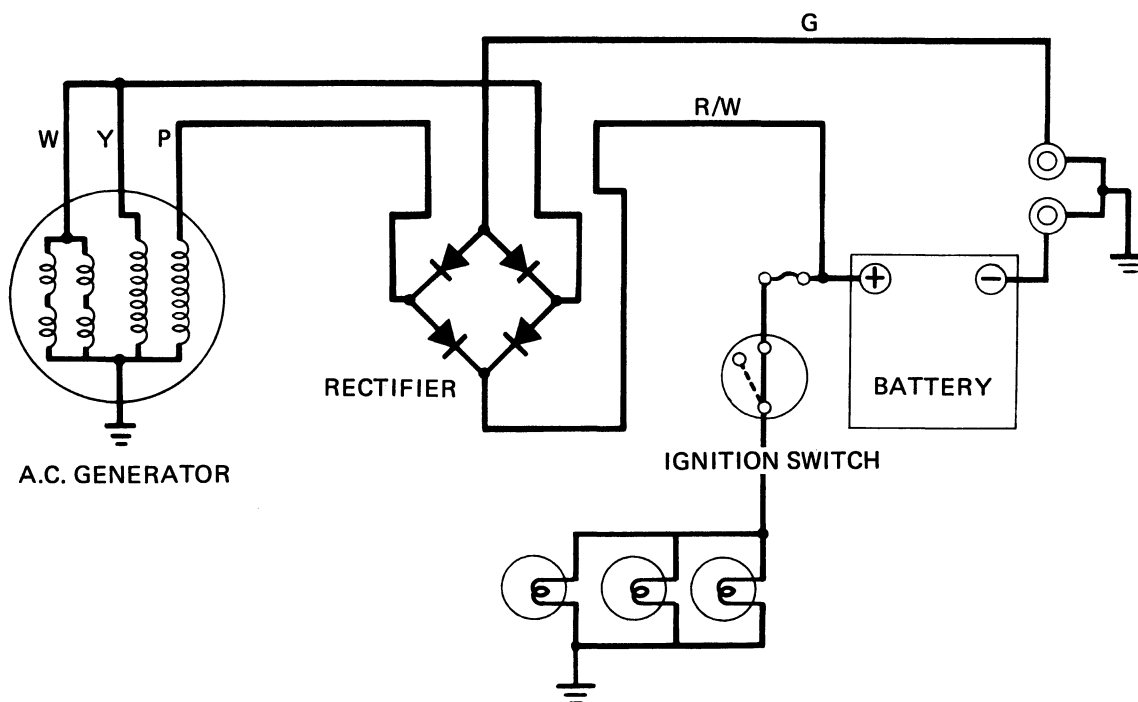 G
R/W
W Y P
+ −
BATTERY
RECTIFIER
IGNITION SWITCH
A.C. GENERATOR